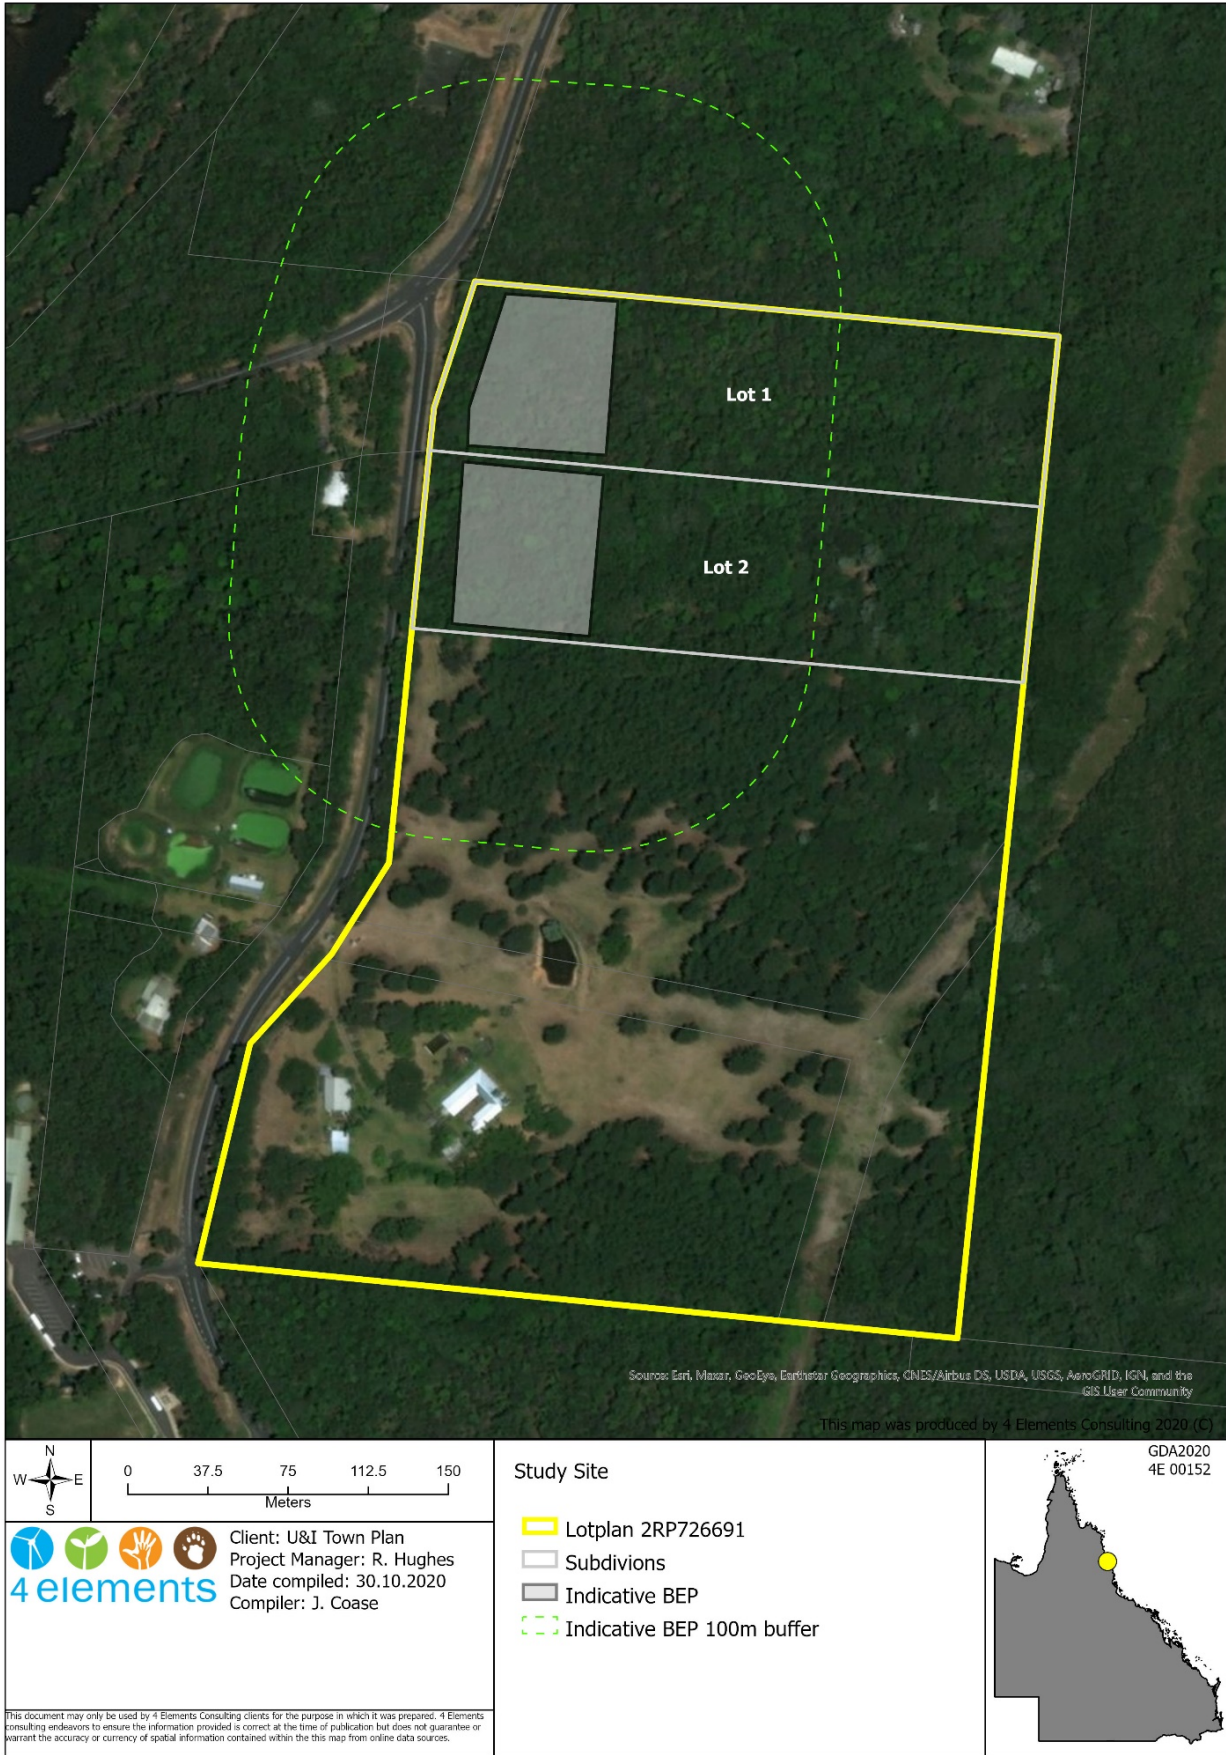 Lot 1
Lot 2
Source: Esri, Maxar, GeoEye, Earthstar Geographics, CNES/Airbus DS, USDA, USGS, AeroGRID, IGN, and the
GIS User Community
This map was produced by 4 Elements Consulting 2020 (C)
N
W E
S
0 37.5 75 112.5 150
Meters
4 elements
Client: U&I Town Plan
Project Manager: R. Hughes
Date compiled: 30.10.2020
Compiler: J. Coase
This document may only be used by 4 Elements Consulting clients for the purpose in which it was prepared. 4 Elements
consulting endeavors to ensure the information provided is correct at the time of publication but does not guarantee or
warrant the accuracy or currency of spatial information contained within the this map from online data sources.
Study Site
Lotplan 2RP726691
Subdivions
Indicative BEP
Indicative BEP 100m buffer
GDA2020
4E 00152